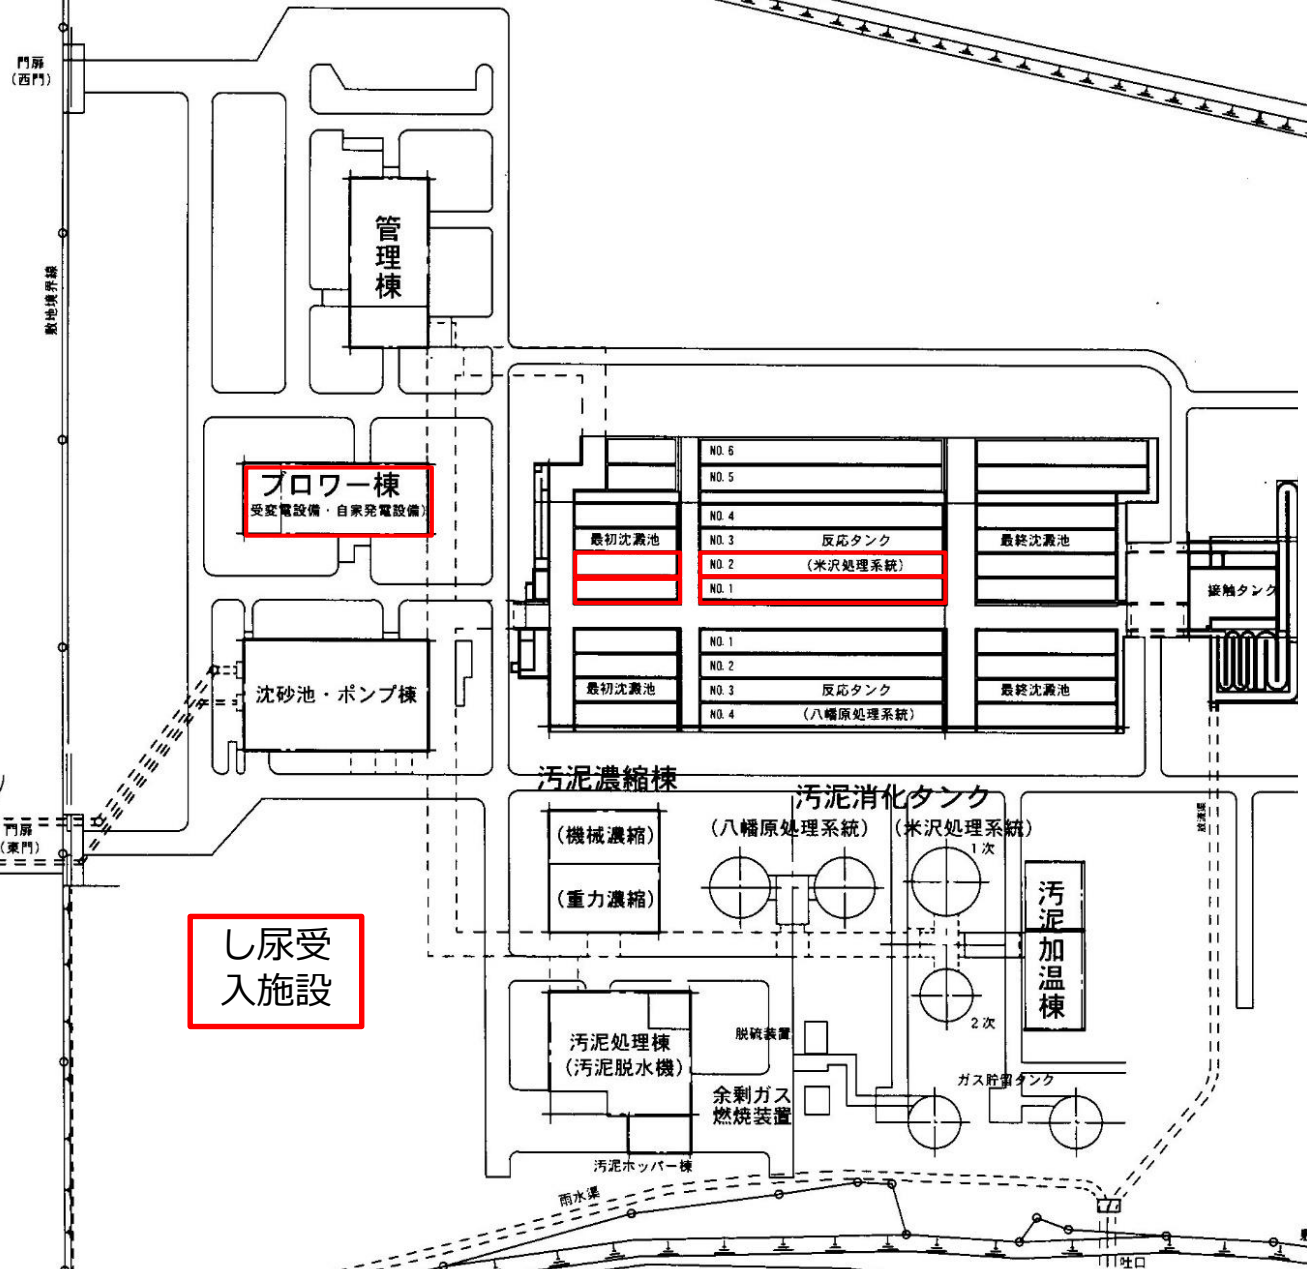 門扉
(西門)
管理棟
敷地境界線
ブロワー棟
受変電設備・自家発電設備)
NO. 6
NO. 5
NO. 4
最初沈澱池
NO. 3
反応タンク
最終沈澱池
NO. 2
(米沢処理系統)
NO. 1
接触タンク
沈砂池・ポンプ棟
NO. 1
NO. 2
最初沈澱池
NO. 3
反応タンク
最終沈澱池
NO. 4
(八幡原処理系統)
汚泥濃縮棟
汚泥消化タンク
(機械濃縮)
(八幡原処理系統)
(米沢処理系統)
門扉
(東門)
1次
(重力濃縮)
汚泥加温棟
し尿受
入施設
2次
汚泥処理棟
(汚泥脱水機)
脱硫装置
ガス貯留タンク
余剰ガス
燃焼装置
汚泥ホッパー棟
雨水渠
吐口